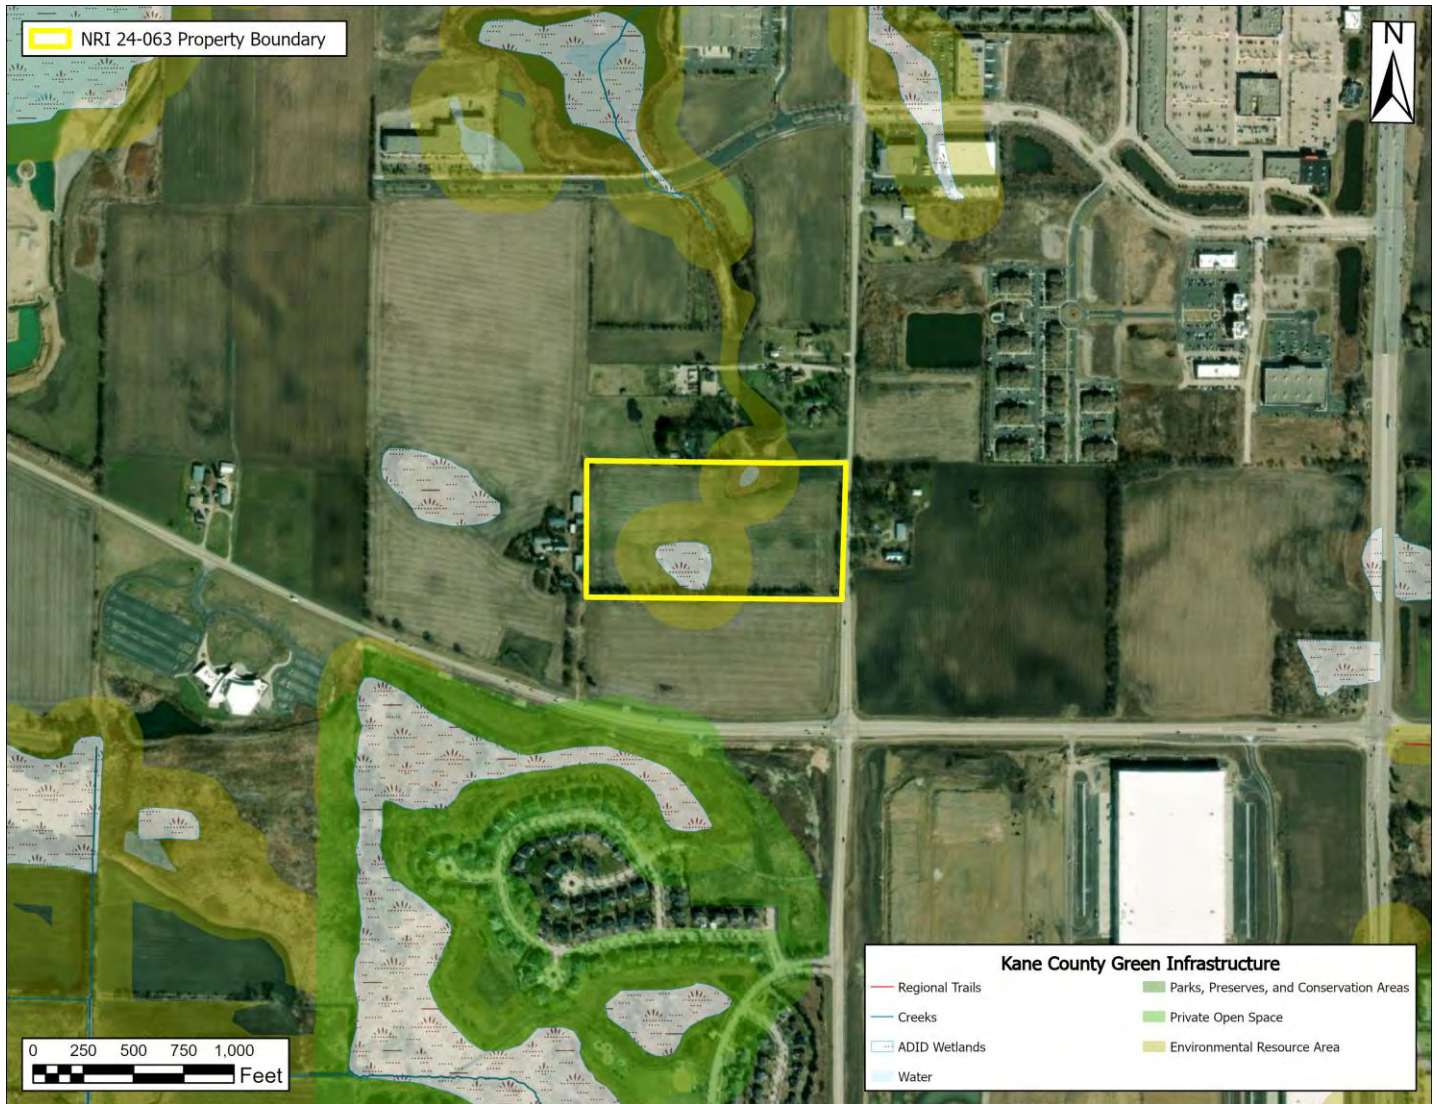 NRI 24-063 Property Boundary
N
Kane County Green Infrastructure
Regional Trails
Creeks
ADID Wetlands
Water
Parks, Preserves, and Conservation Areas
Private Open Space
Environmental Resource Area
0 250 500 750 1,000
Feet